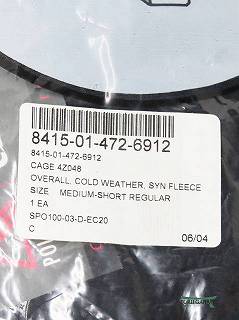 8415-01-472-6912
8415-01-472-6912
CAGE 4Z048
OVERALL, COLD WEATHER, SYN FLEECE
SIZE MEDIUM-SHORT REGULAR
1 EA
SPO100-03-D-EC20
C 06/04